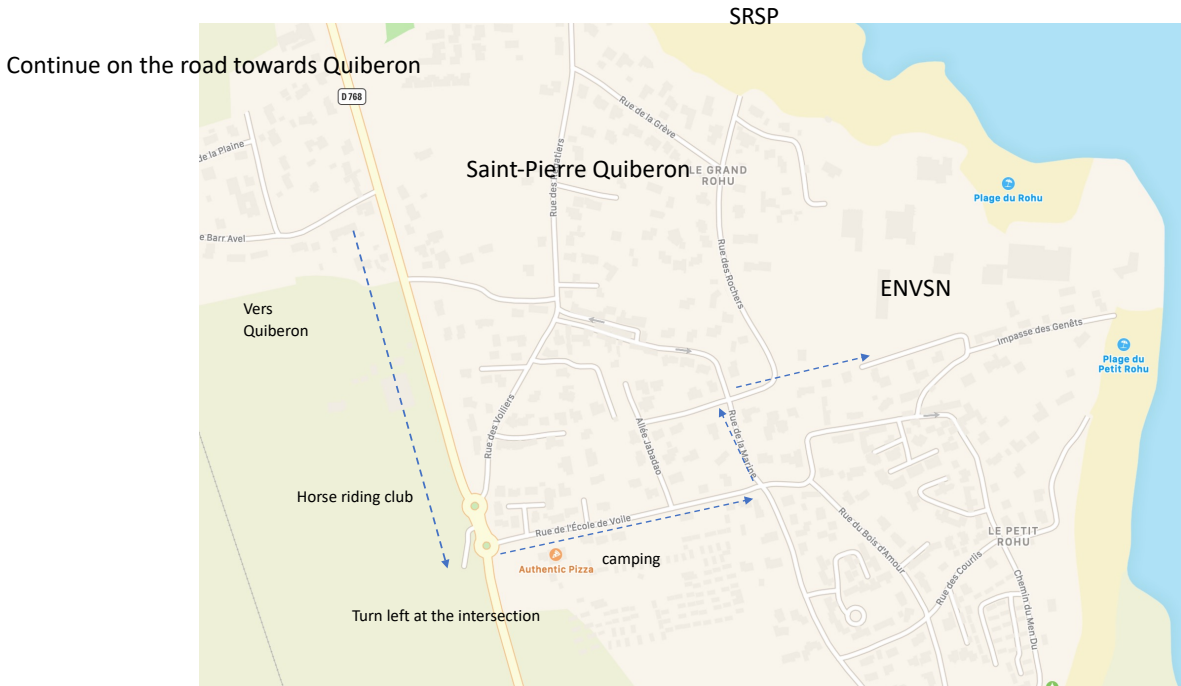 SRSP
Continue on the road towards Quiberon
D 768
Rue de la Grève
de la Plaine
Saint-Pierre Quiberon
LE GRAND
ROHU
Plage du Rohu
Barr Avel
Rue des Rochers
ENVSN
Vers
Quiberon
Impasse des Genêts
Plage du
Petit Rohu
Rue des Voiliers
Allée Jabadao
Rue de la Marine
Horse riding club
Rue de l'École de Voile
Rue du Bois d'Amour
LE PETIT
ROHU
Authentic Pizza
camping
Rue des Courlis
Chemin du Men Du
Turn left at the intersection